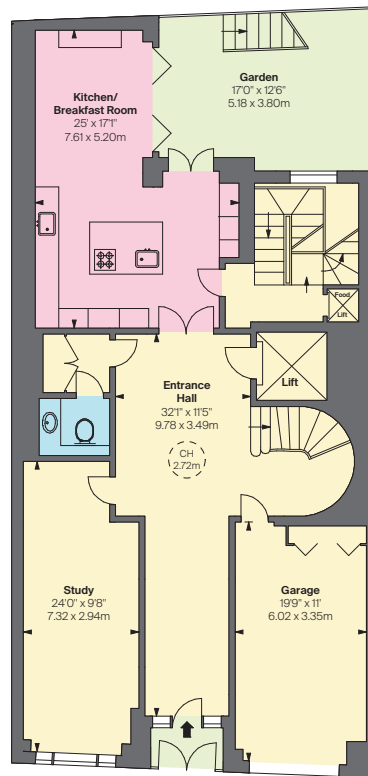 Kitchen/
Breakfast Room
25' x 17'1"
7.61 x 5.20m
Garden
17'0" x 12'6"
5.18 x 3.80m
Food
Lift
Lift
Entrance
Hall
32'1" x 11'5"
9.78 x 3.49m
CH
2.72m
Study
24'0" x 9'8"
7.32 x 2.94m
Garage
19'9" x 11'
6.02 x 3.35m